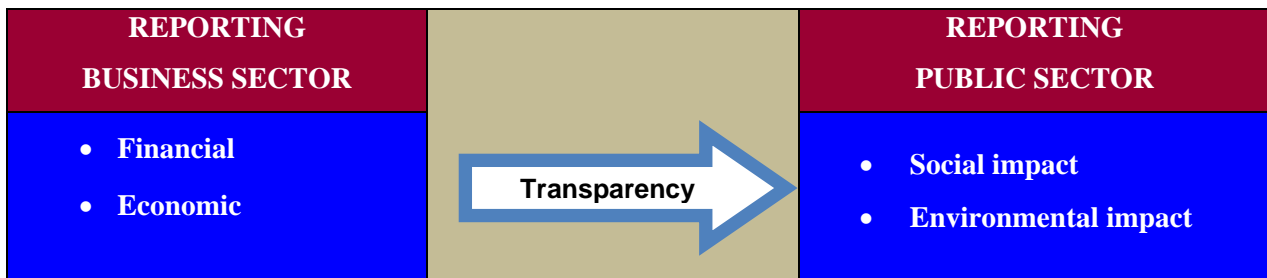 REPORTING
BUSINESS SECTOR
• Financial
• Economic
Transparency
REPORTING
PUBLIC SECTOR
• Social impact
• Environmental impact